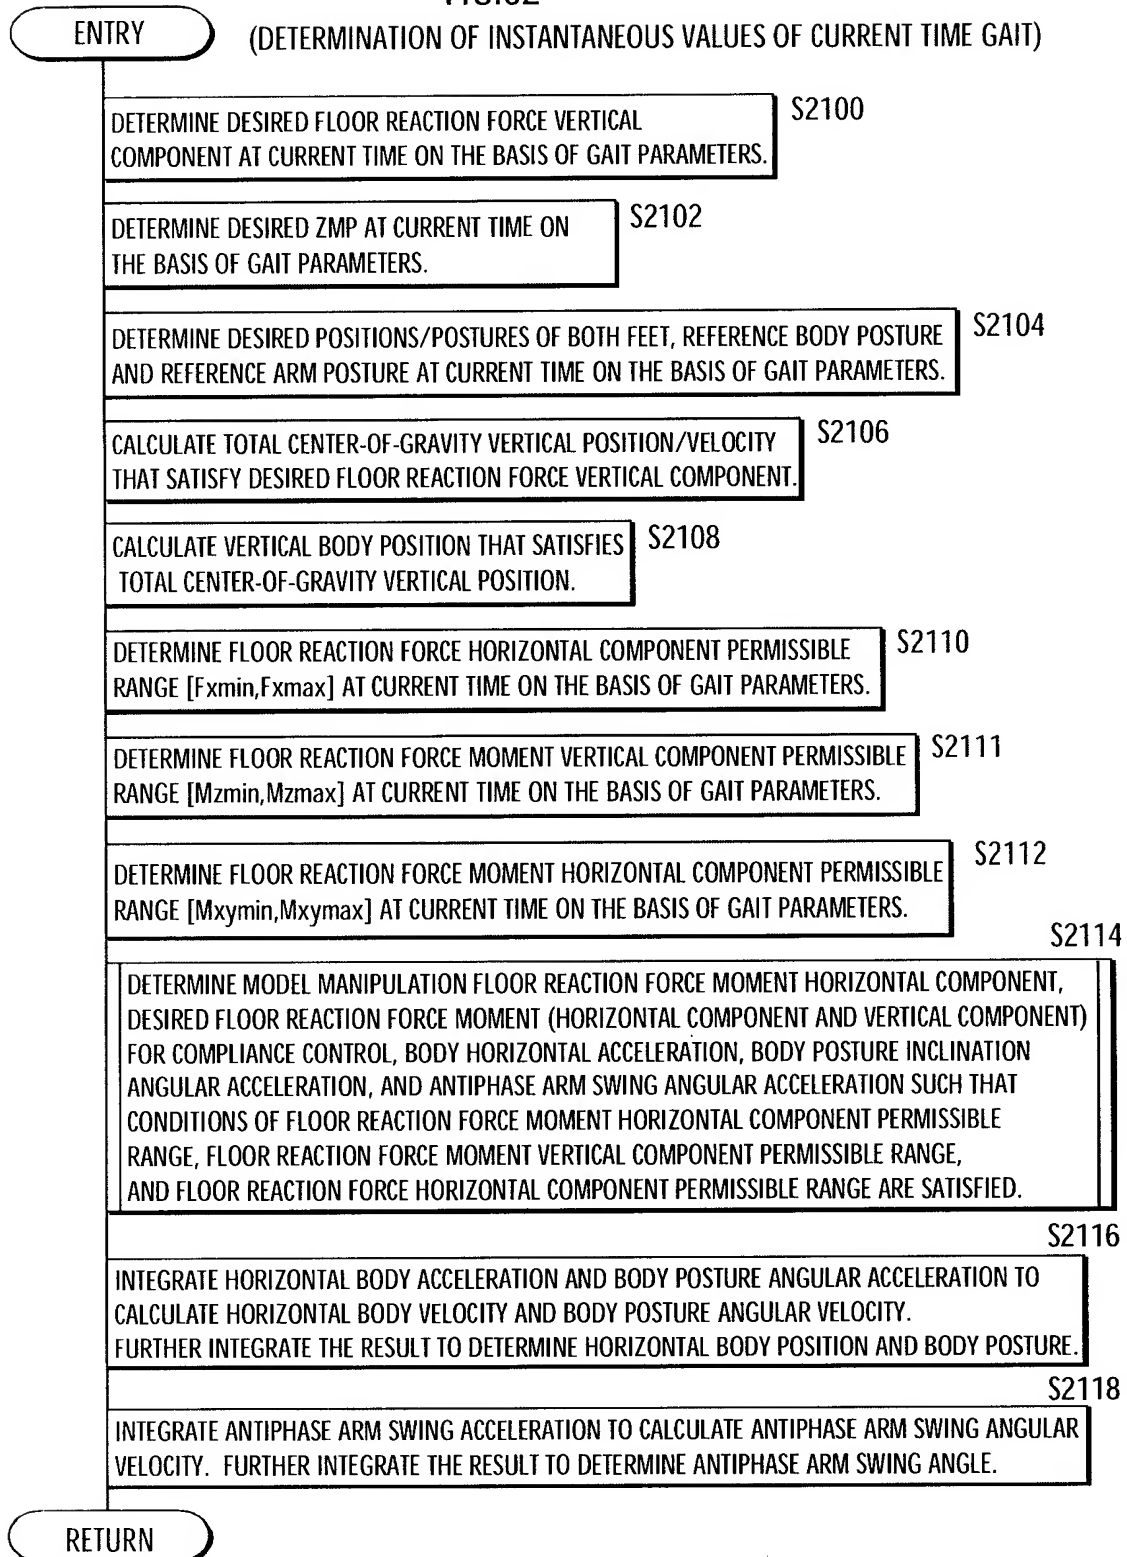 ENTRY
(DETERMINATION OF INSTANTANEOUS VALUES OF CURRENT TIME GAIT)
S2100
DETERMINE DESIRED FLOOR REACTION FORCE VERTICAL
COMPONENT AT CURRENT TIME ON THE BASIS OF GAIT PARAMETERS.
S2102
DETERMINE DESIRED ZMP AT CURRENT TIME ON
THE BASIS OF GAIT PARAMETERS.
S2104
DETERMINE DESIRED POSITIONS/POSTURES OF BOTH FEET, REFERENCE BODY POSTURE
AND REFERENCE ARM POSTURE AT CURRENT TIME ON THE BASIS OF GAIT PARAMETERS.
S2106
CALCULATE TOTAL CENTER-OF-GRAVITY VERTICAL POSITION/VELOCITY
THAT SATISFY DESIRED FLOOR REACTION FORCE VERTICAL COMPONENT.
S2108
CALCULATE VERTICAL BODY POSITION THAT SATISFIES
TOTAL CENTER-OF-GRAVITY VERTICAL POSITION.
S2110
DETERMINE FLOOR REACTION FORCE HORIZONTAL COMPONENT PERMISSIBLE
RANGE [Fxmin,Fxmax] AT CURRENT TIME ON THE BASIS OF GAIT PARAMETERS.
S2111
DETERMINE FLOOR REACTION FORCE MOMENT VERTICAL COMPONENT PERMISSIBLE
RANGE [Mzmin,Mzmax] AT CURRENT TIME ON THE BASIS OF GAIT PARAMETERS.
S2112
DETERMINE FLOOR REACTION FORCE MOMENT HORIZONTAL COMPONENT PERMISSIBLE
RANGE [Mxymin,Mxymax] AT CURRENT TIME ON THE BASIS OF GAIT PARAMETERS.
S2114
DETERMINE MODEL MANIPULATION FLOOR REACTION FORCE MOMENT HORIZONTAL COMPONENT,
DESIRED FLOOR REACTION FORCE MOMENT (HORIZONTAL COMPONENT AND VERTICAL COMPONENT)
FOR COMPLIANCE CONTROL, BODY HORIZONTAL ACCELERATION, BODY POSTURE INCLINATION
ANGULAR ACCELERATION, AND ANTIPHASE ARM SWING ANGULAR ACCELERATION SUCH THAT
CONDITIONS OF FLOOR REACTION FORCE MOMENT HORIZONTAL COMPONENT PERMISSIBLE
RANGE, FLOOR REACTION FORCE MOMENT VERTICAL COMPONENT PERMISSIBLE RANGE,
AND FLOOR REACTION FORCE HORIZONTAL COMPONENT PERMISSIBLE RANGE ARE SATISFIED.
S2116
INTEGRATE HORIZONTAL BODY ACCELERATION AND BODY POSTURE ANGULAR ACCELERATION TO
CALCULATE HORIZONTAL BODY VELOCITY AND BODY POSTURE ANGULAR VELOCITY.
FURTHER INTEGRATE THE RESULT TO DETERMINE HORIZONTAL BODY POSITION AND BODY POSTURE.
S2118
INTEGRATE ANTIPHASE ARM SWING ACCELERATION TO CALCULATE ANTIPHASE ARM SWING ANGULAR
VELOCITY. FURTHER INTEGRATE THE RESULT TO DETERMINE ANTIPHASE ARM SWING ANGLE.
RETURN